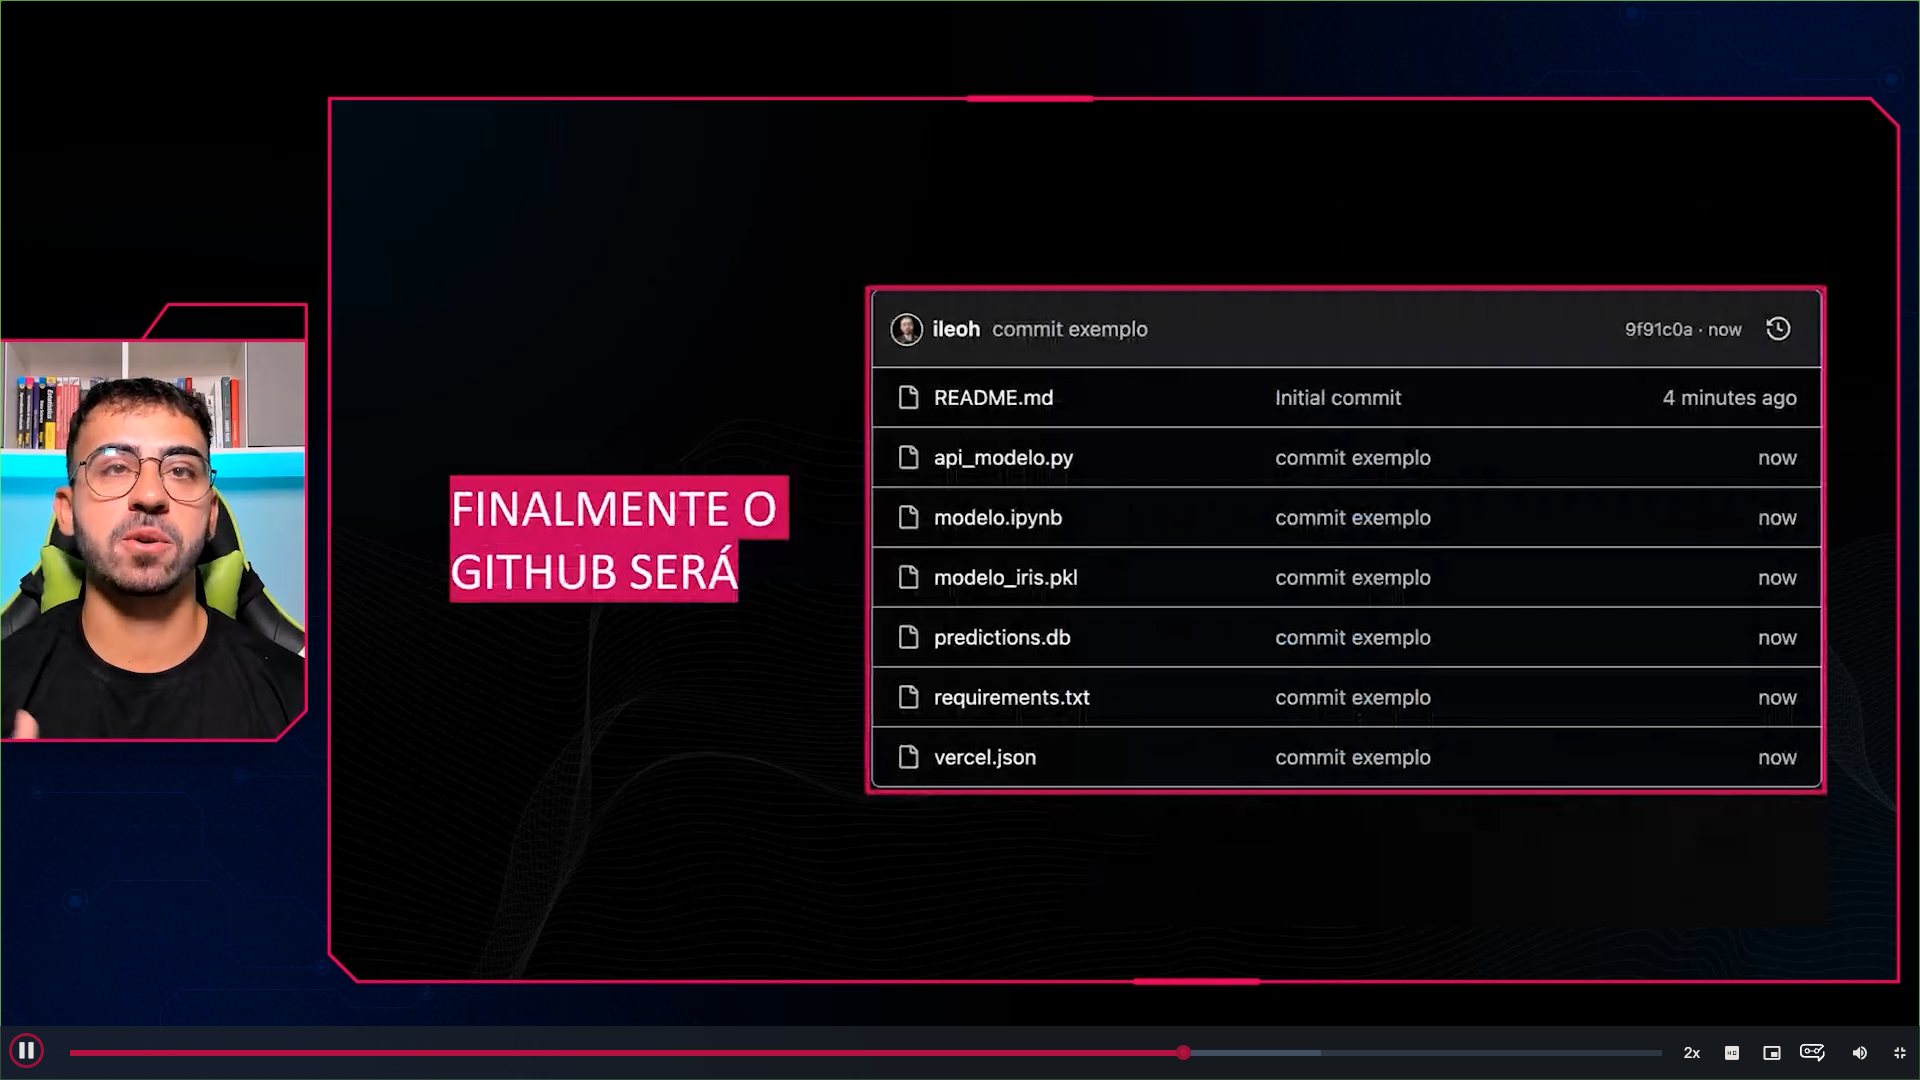 FINALMENTE O
GITHUB SERÁ
ileoh commit exemplo 9f91c0a · now
README.md Initial commit 4 minutes ago
api_modelo.py commit exemplo now
modelo.ipynb commit exemplo now
modelo_iris.pkl commit exemplo now
predictions.db commit exemplo now
requirements.txt commit exemplo now
vercel.json commit exemplo now
2x HD